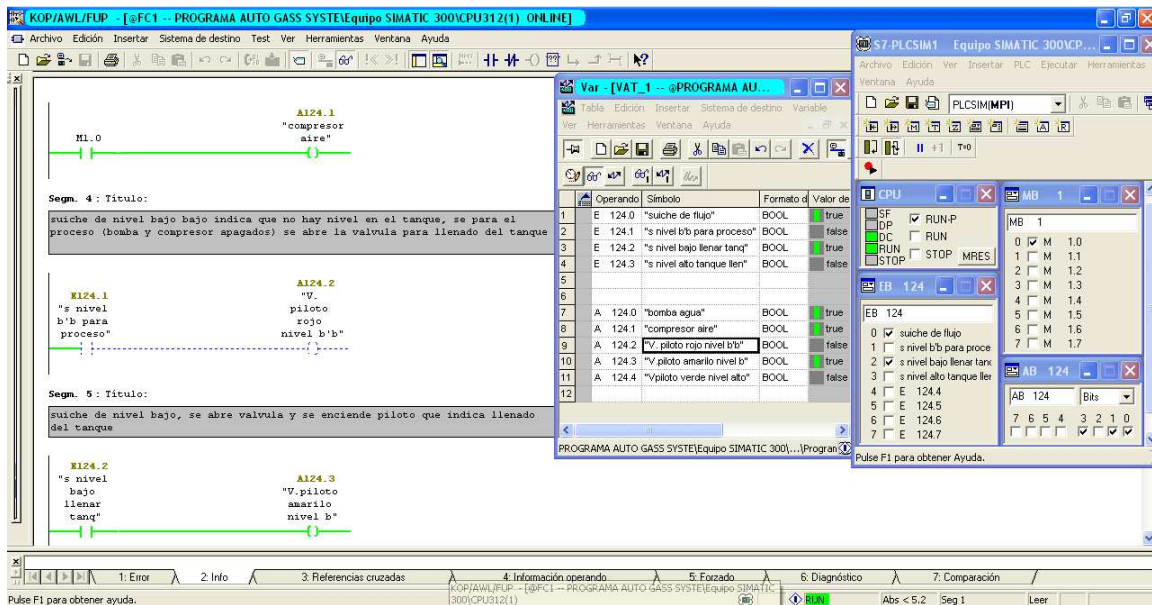 KOP/AWL/FUP - [@FC1 -- PROGRAMA AUTO GASS SYSTE\Equipo SIMATIC 300\CPU312(1) ONLINE]
Archivo Edición Insertar Sistema de destino Test Ver Herramientas Ventana Ayuda
A124.1
"compresor
M1.0 aire"
Segm. 4 : Título:
suiche de nivel bajo bajo indica que no hay nivel en el tanque, se para el
proceso (bomba y compresor apagados) se abre la valvula para llenado del tanque
A124.2
E124.1 "V.
"s nivel piloto
b'b para rojo
proceso" nivel b'b"
Segm. 5 : Título:
suiche de nivel bajo, se abre valvula y se enciende piloto que indica llenado
del tanque
E124.2
"s nivel A124.3
bajo "V.piloto
llenar amarilo
tanq" nivel b"
Var - [VAT_1 -- @PROGRAMA AU...
Tabla Edición Insertar Sistema de destino Variable
Ver Herramientas Ventana Ayuda
Operando Símbolo Formato d Valor de
1 E 124.0 "suiche de flujo" BOOL true
2 E 124.1 "s nivel b'b para proceso" BOOL false
3 E 124.2 "s nivel bajo llenar tanq" BOOL true
4 E 124.3 "s nivel alto tanque llen" BOOL false
5
6
7 A 124.0 "bomba agua" BOOL true
8 A 124.1 "compresor aire" BOOL true
9 A 124.2 "V. piloto rojo nivel b'b" BOOL false
10 A 124.3 "V.piloto amarilo nivel b" BOOL true
11 A 124.4 "Vpiloto verde nivel alto" BOOL false
12
PROGRAMA AUTO GASS SYSTE\Equipo SIMATIC 300\...\Program
S7-PLCSIM1 Equipo SIMATIC 300\CP...
Archivo Edición Ver Insertar PLC Ejecutar Herramientas
Ventana Ayuda
PLCSIM(MPI)
+1 T=0
CPU
SF
DP
DC
RUN
STOP
RUN-P
RUN
STOP MRES
MB 1
MB 1
0 M 1.0
1 M 1.1
2 M 1.2
3 M 1.3
4 M 1.4
5 M 1.5
6 M 1.6
7 M 1.7
EB 124
EB 124
0 suiche de flujo
1 s nivel b'b para proce
2 s nivel bajo llenar tanq
3 s nivel alto tanque ller
4 E 124.4
5 E 124.5
6 E 124.6
7 E 124.7
AB 124
AB 124 Bits
7 6 5 4 3 2 1 0
Pulse F1 para obtener Ayuda.
1: Error 2: Info 3: Referencias cruzadas 4: Información operando 5: Forzado 6: Diagnóstico 7: Comparación
KOP/AWL/FUP - [@FC1 -- PROGRAMA AUTO GASS SYSTE\Equipo SIMATIC
300\CPU312(1)
Pulse F1 para obtener ayuda. RUN Abs < 5.2 Seg 1 Leer